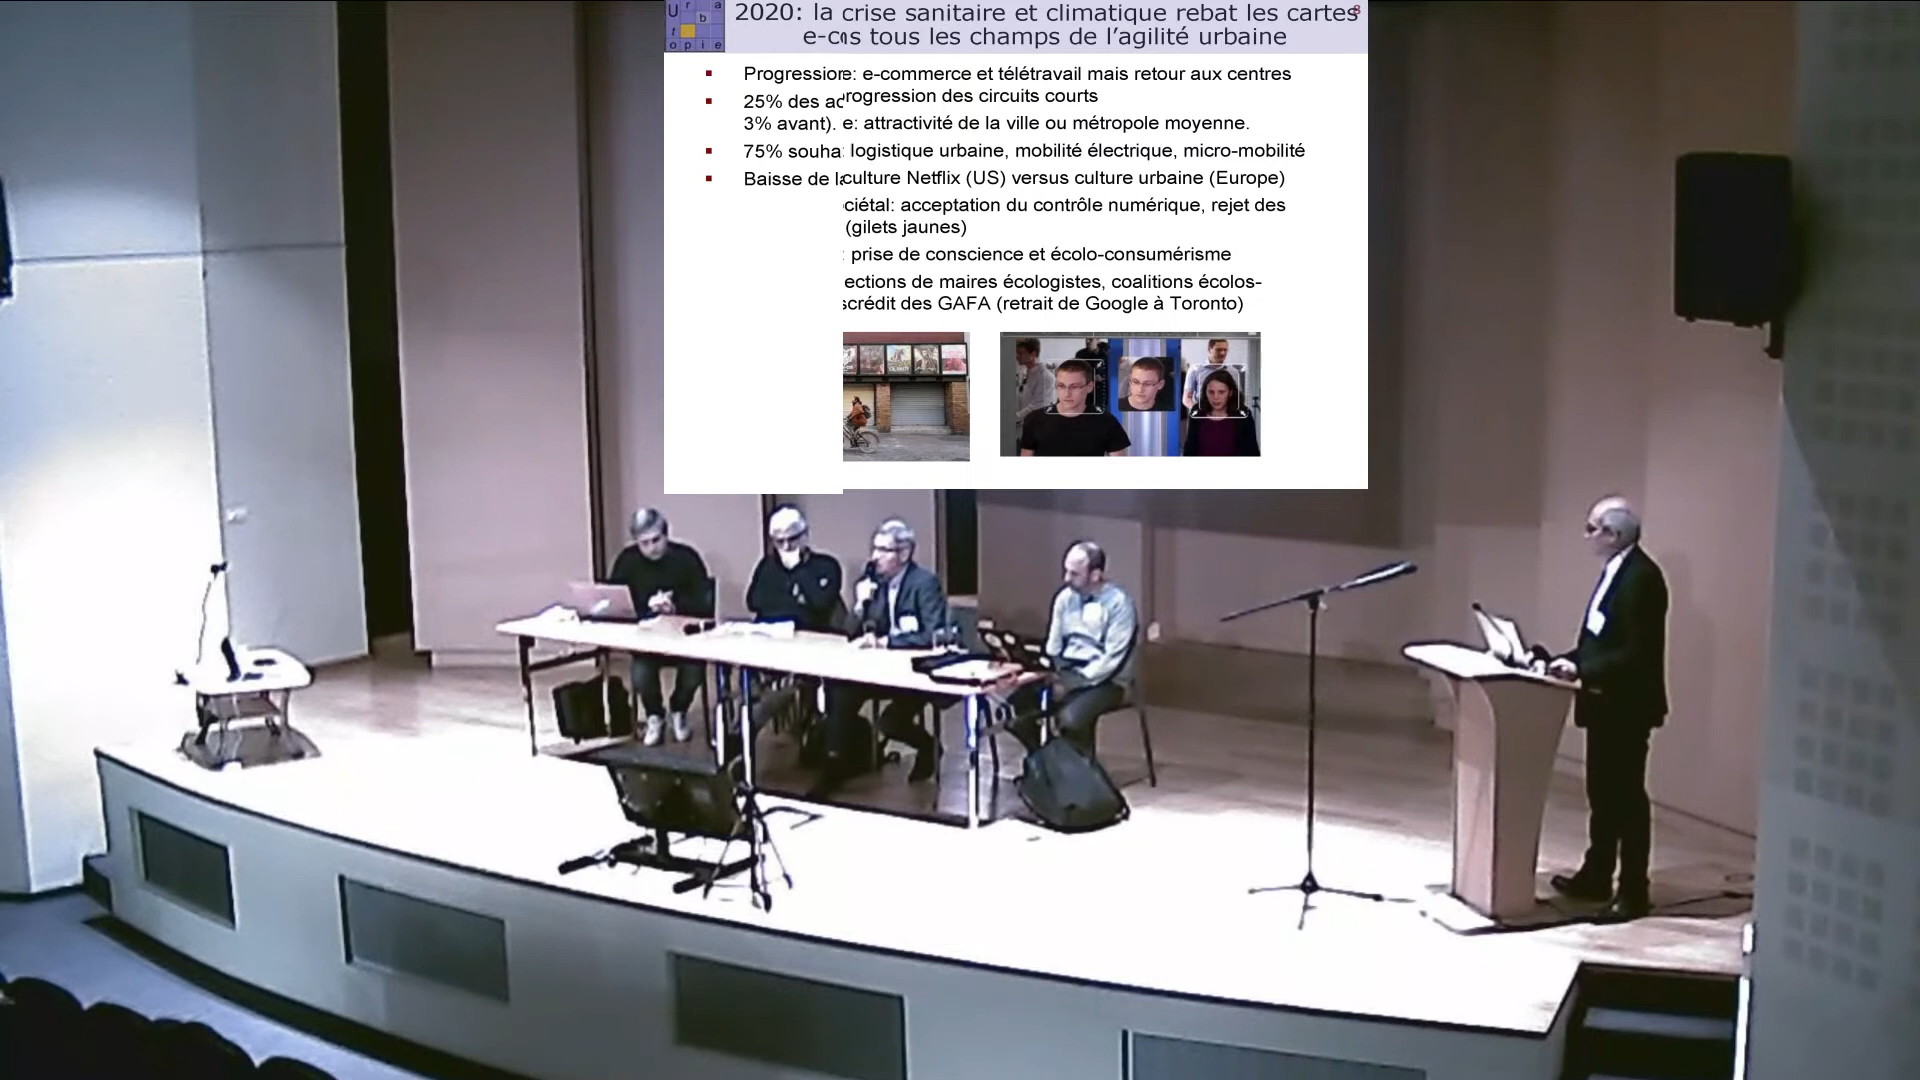 U r b a
t o p i e
2020: la crise sanitaire et climatique rebat les cartes 8
e-co s tous les champs de l’agilité urbaine
Progression e: e-commerce et télétravail mais retour aux centres
25% des ac rogression des circuits courts
3% avant). e: attractivité de la ville ou métropole moyenne.
75% souha : logistique urbaine, mobilité électrique, micro-mobilité
Baisse de la culture Netflix (US) versus culture urbaine (Europe)
ciétal: acceptation du contrôle numérique, rejet des
(gilets jaunes)
: prise de conscience et écolo-consumérisme
ections de maires écologistes, coalitions écolos-
scrédit des GAFA (retrait de Google à Toronto)